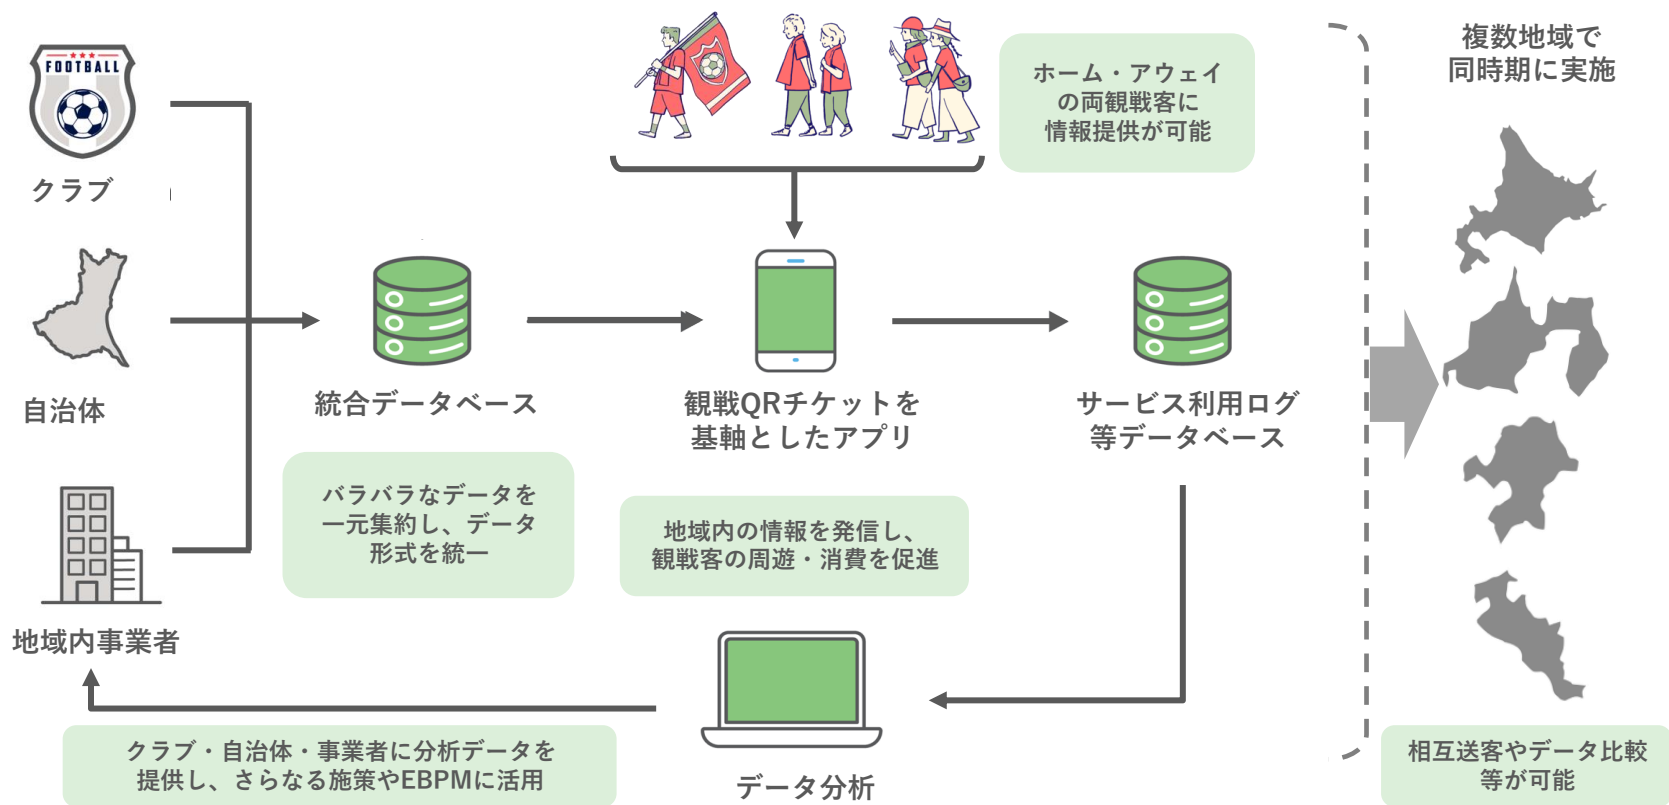 FOOTBALL
クラブ
自治体
地域内事業者
統合データベース
バラバラなデータを
一元集約し、データ
形式を統一
ホーム・アウェイ
の両観戦客に
情報提供が可能
観戦QRチケットを
基軸としたアプリ
地域内の情報を発信し、
観戦客の周遊・消費を促進
サービス利用ログ
等データベース
データ分析
クラブ・自治体・事業者に分析データを
提供し、さらなる施策やEBPMに活用
複数地域で
同時期に実施
相互送客やデータ比較
等が可能